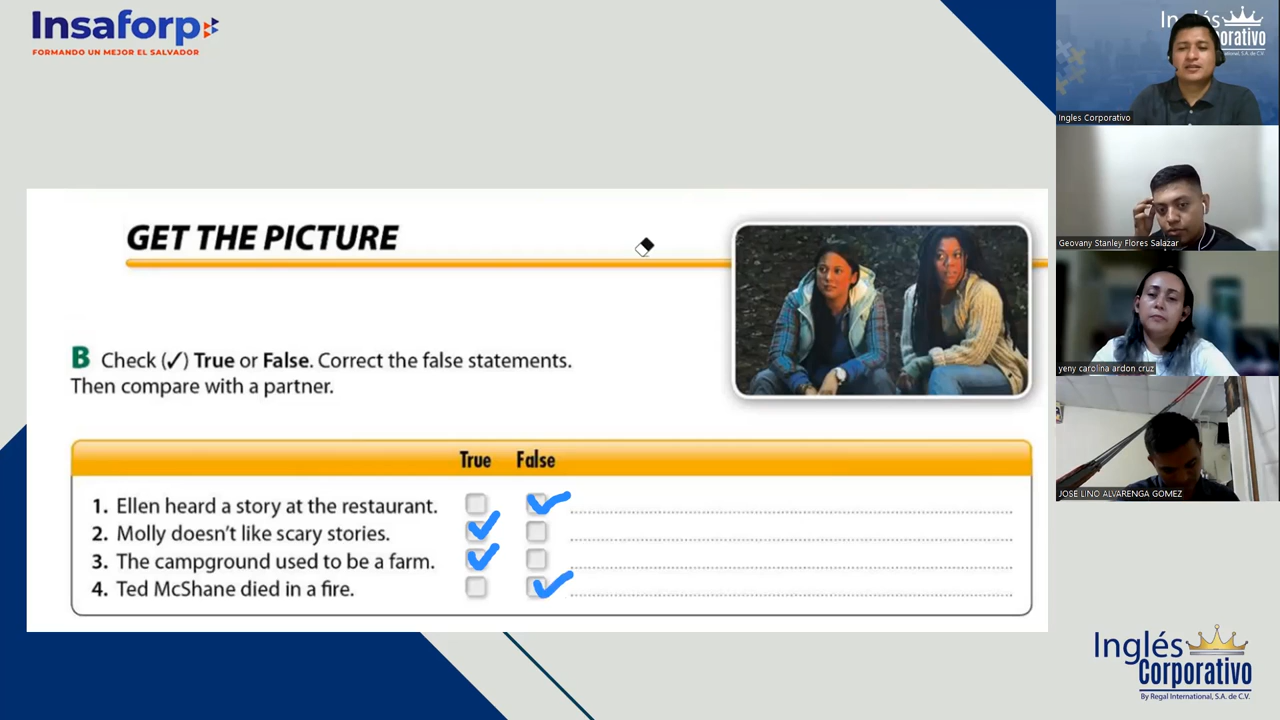 Insaforp
FORMANDO UN MEJOR EL SALVADOR
GET THE PICTURE
B Check (✓) True or False. Correct the false statements.
Then compare with a partner.
True False
1. Ellen heard a story at the restaurant.
2. Molly doesn't like scary stories.
3. The campground used to be a farm.
4. Ted McShane died in a fire.
Ingles Corporativo
Geovany Stanley Flores Salazar
yeny carolina ardon cruz
JOSE LINO ALVARENGA GOMEZ
Inglés
Corporativo
By Regal International, S.A. de C.V.